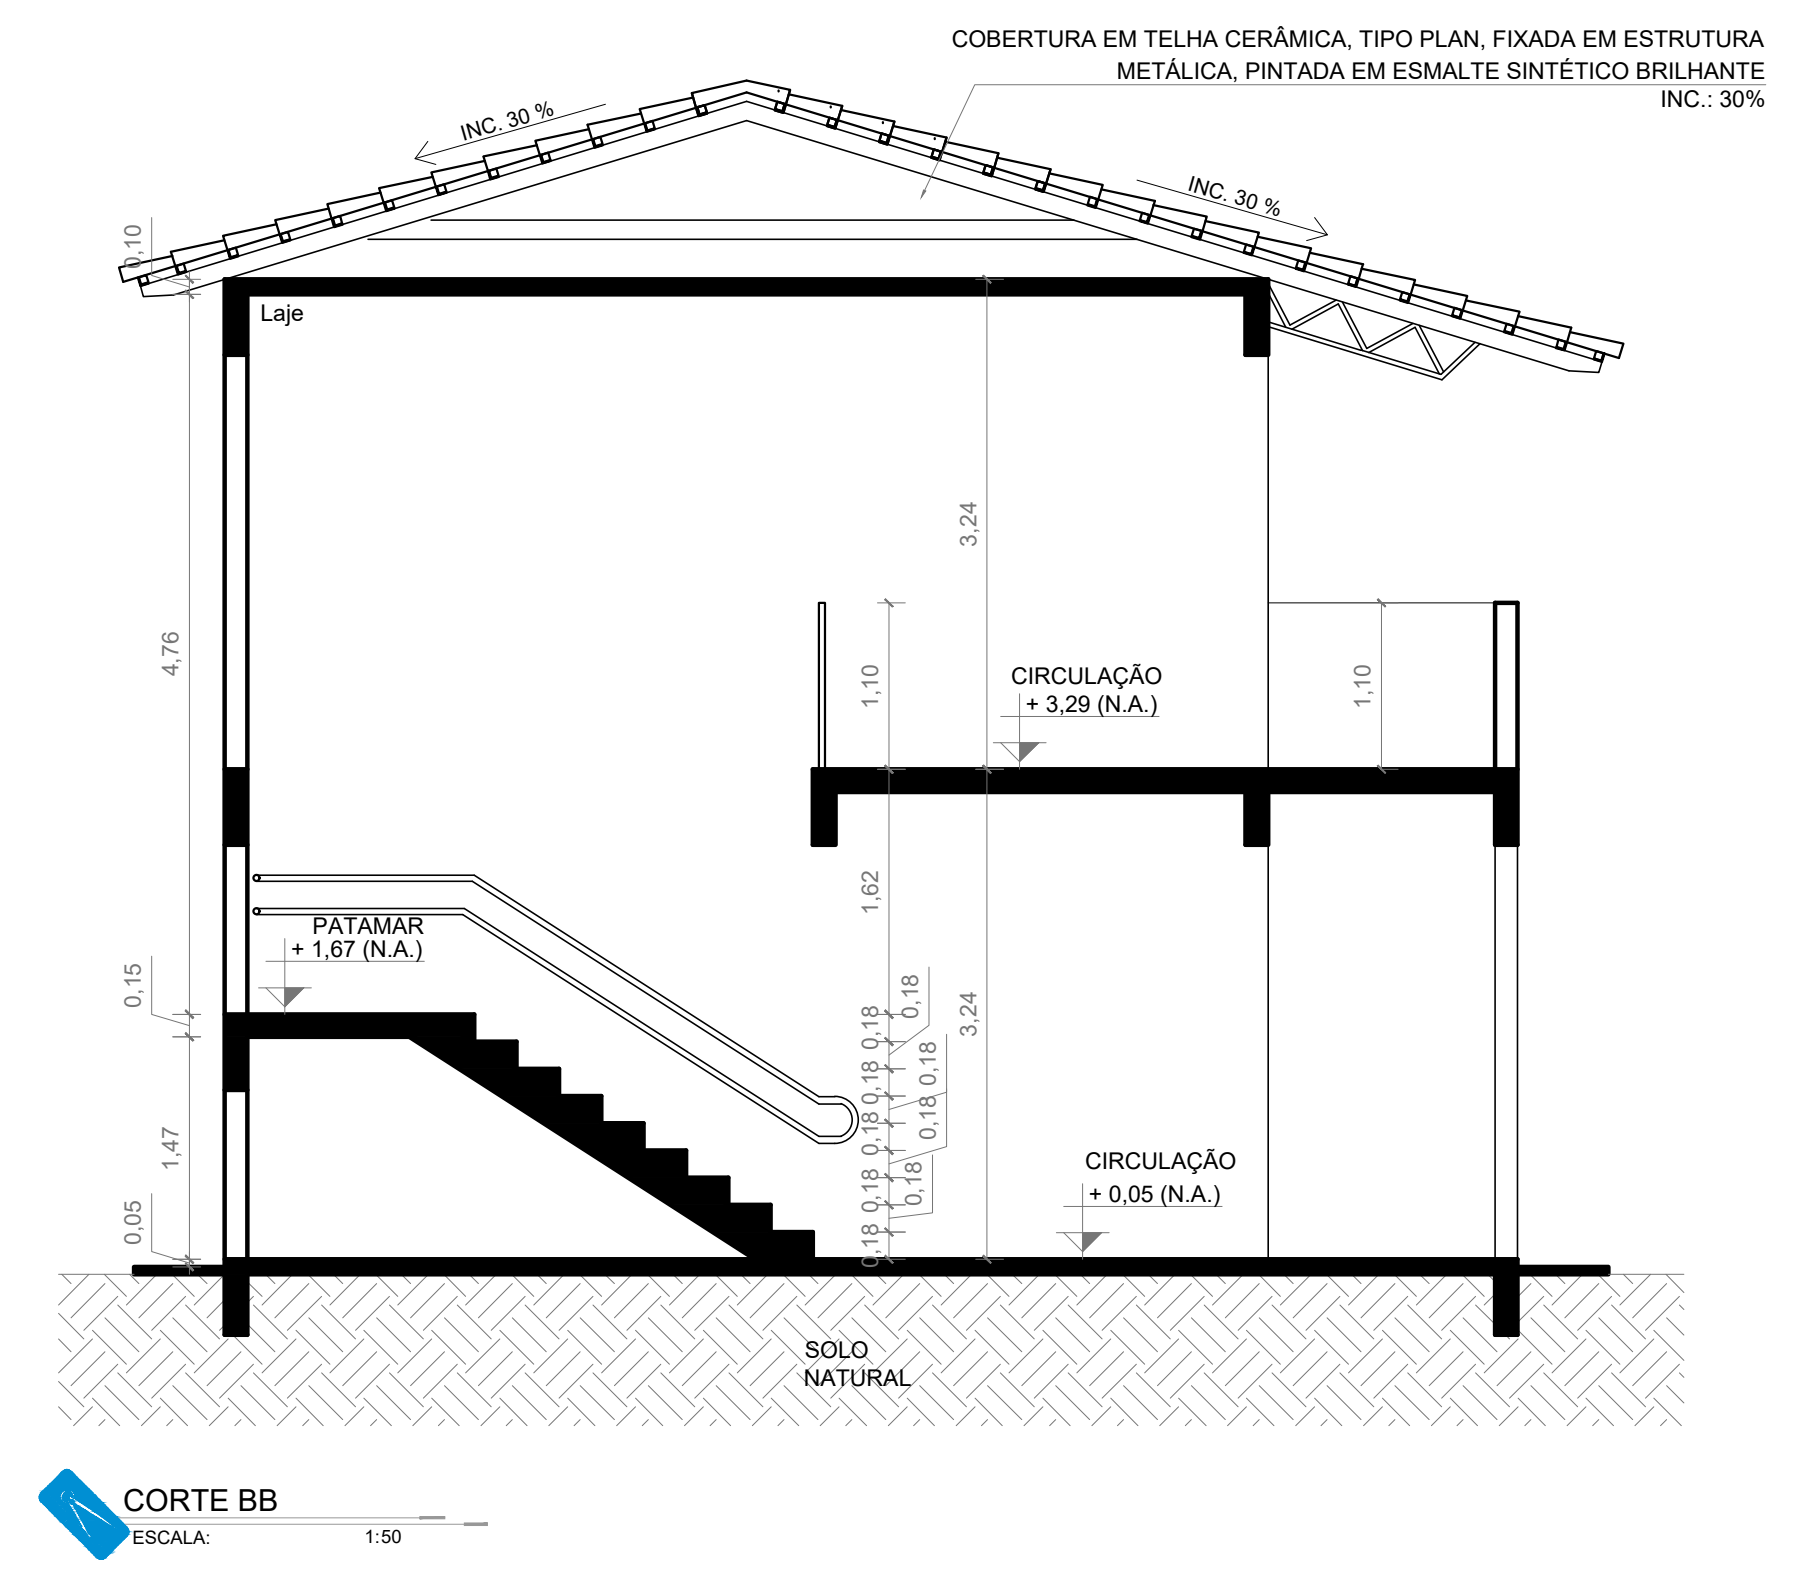 COBERTURA EM TELHA CERÂMICA, TIPO PLAN, FIXADA EM ESTRUTURA
METÁLICA, PINTADA EM ESMALTE SINTÉTICO BRILHANTE
INC.: 30%
INC. 30 %
INC. 30 %
0,10
Laje
3,24
4,76
1,10
CIRCULAÇÃO
+ 3,29 (N.A.)
1,10
1,62
PATAMAR
+ 1,67 (N.A.)
0,15
3,24
0,18
0,18
0,18
0,18
0,18
0,18
0,18
0,18
0,18
1,47
CIRCULAÇÃO
+ 0,05 (N.A.)
0,05
SOLO
NATURAL
CORTE BB
ESCALA: 1:50